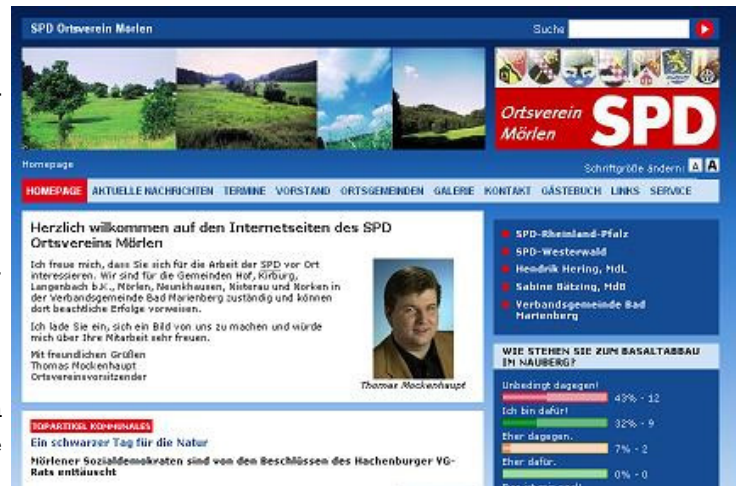 SPD Ortsverein Mörlen
Suche
Ortsverein
Mörlen
SPD
Homepage
Schriftgröße ändern: A A
HOMEPAGE AKTUELLE NACHRICHTEN TERMINE VORSTAND ORTSGEMEINDEN GALERIE KONTAKT GÄSTEBUCH LINKS SERVICE
Herzlich willkommen auf den Internetseiten des SPD
Ortsvereins Mörlen
Ich freue mich, dass Sie sich für die Arbeit der SPD vor Ort
interessieren. Wir sind für die Gemeinden Hof, Kirburg,
Langenbach b.K., Mörlen, Neunkhausen, Nisterau und Norken in
der Verbandsgemeinde Bad Marienberg zuständig und können
dort beachtliche Erfolge vorweisen.
Ich lade Sie ein, sich ein Bild von uns zu machen und würde
mich über Ihre Mitarbeit sehr freuen.
Mit freundlichen Grüßen
Thomas Mockenhaupt
Ortsvereinsvorsitzender
Thomas Mockenhaupt
TOPARTIKEL KOMMUNALES
Ein schwarzer Tag für die Natur
Mörlener Sozialdemokraten sind von den Beschlüssen des Hachenburger VG-
Rats enttäuscht
SPD-Rheinland-Pfalz
SPD-Westerwald
Hendrik Hering, MdL
Sabine Bätzing, MdB
Verbandsgemeinde Bad
Marienberg
WIE STEHEN SIE ZUM BASALTABBAU
IM NAUBERG?
Unbedingt dagegen!
43% - 12
Ich bin dafür!
32% - 9
Eher dagegen.
7% - 2
Eher dafür.
0% - 0